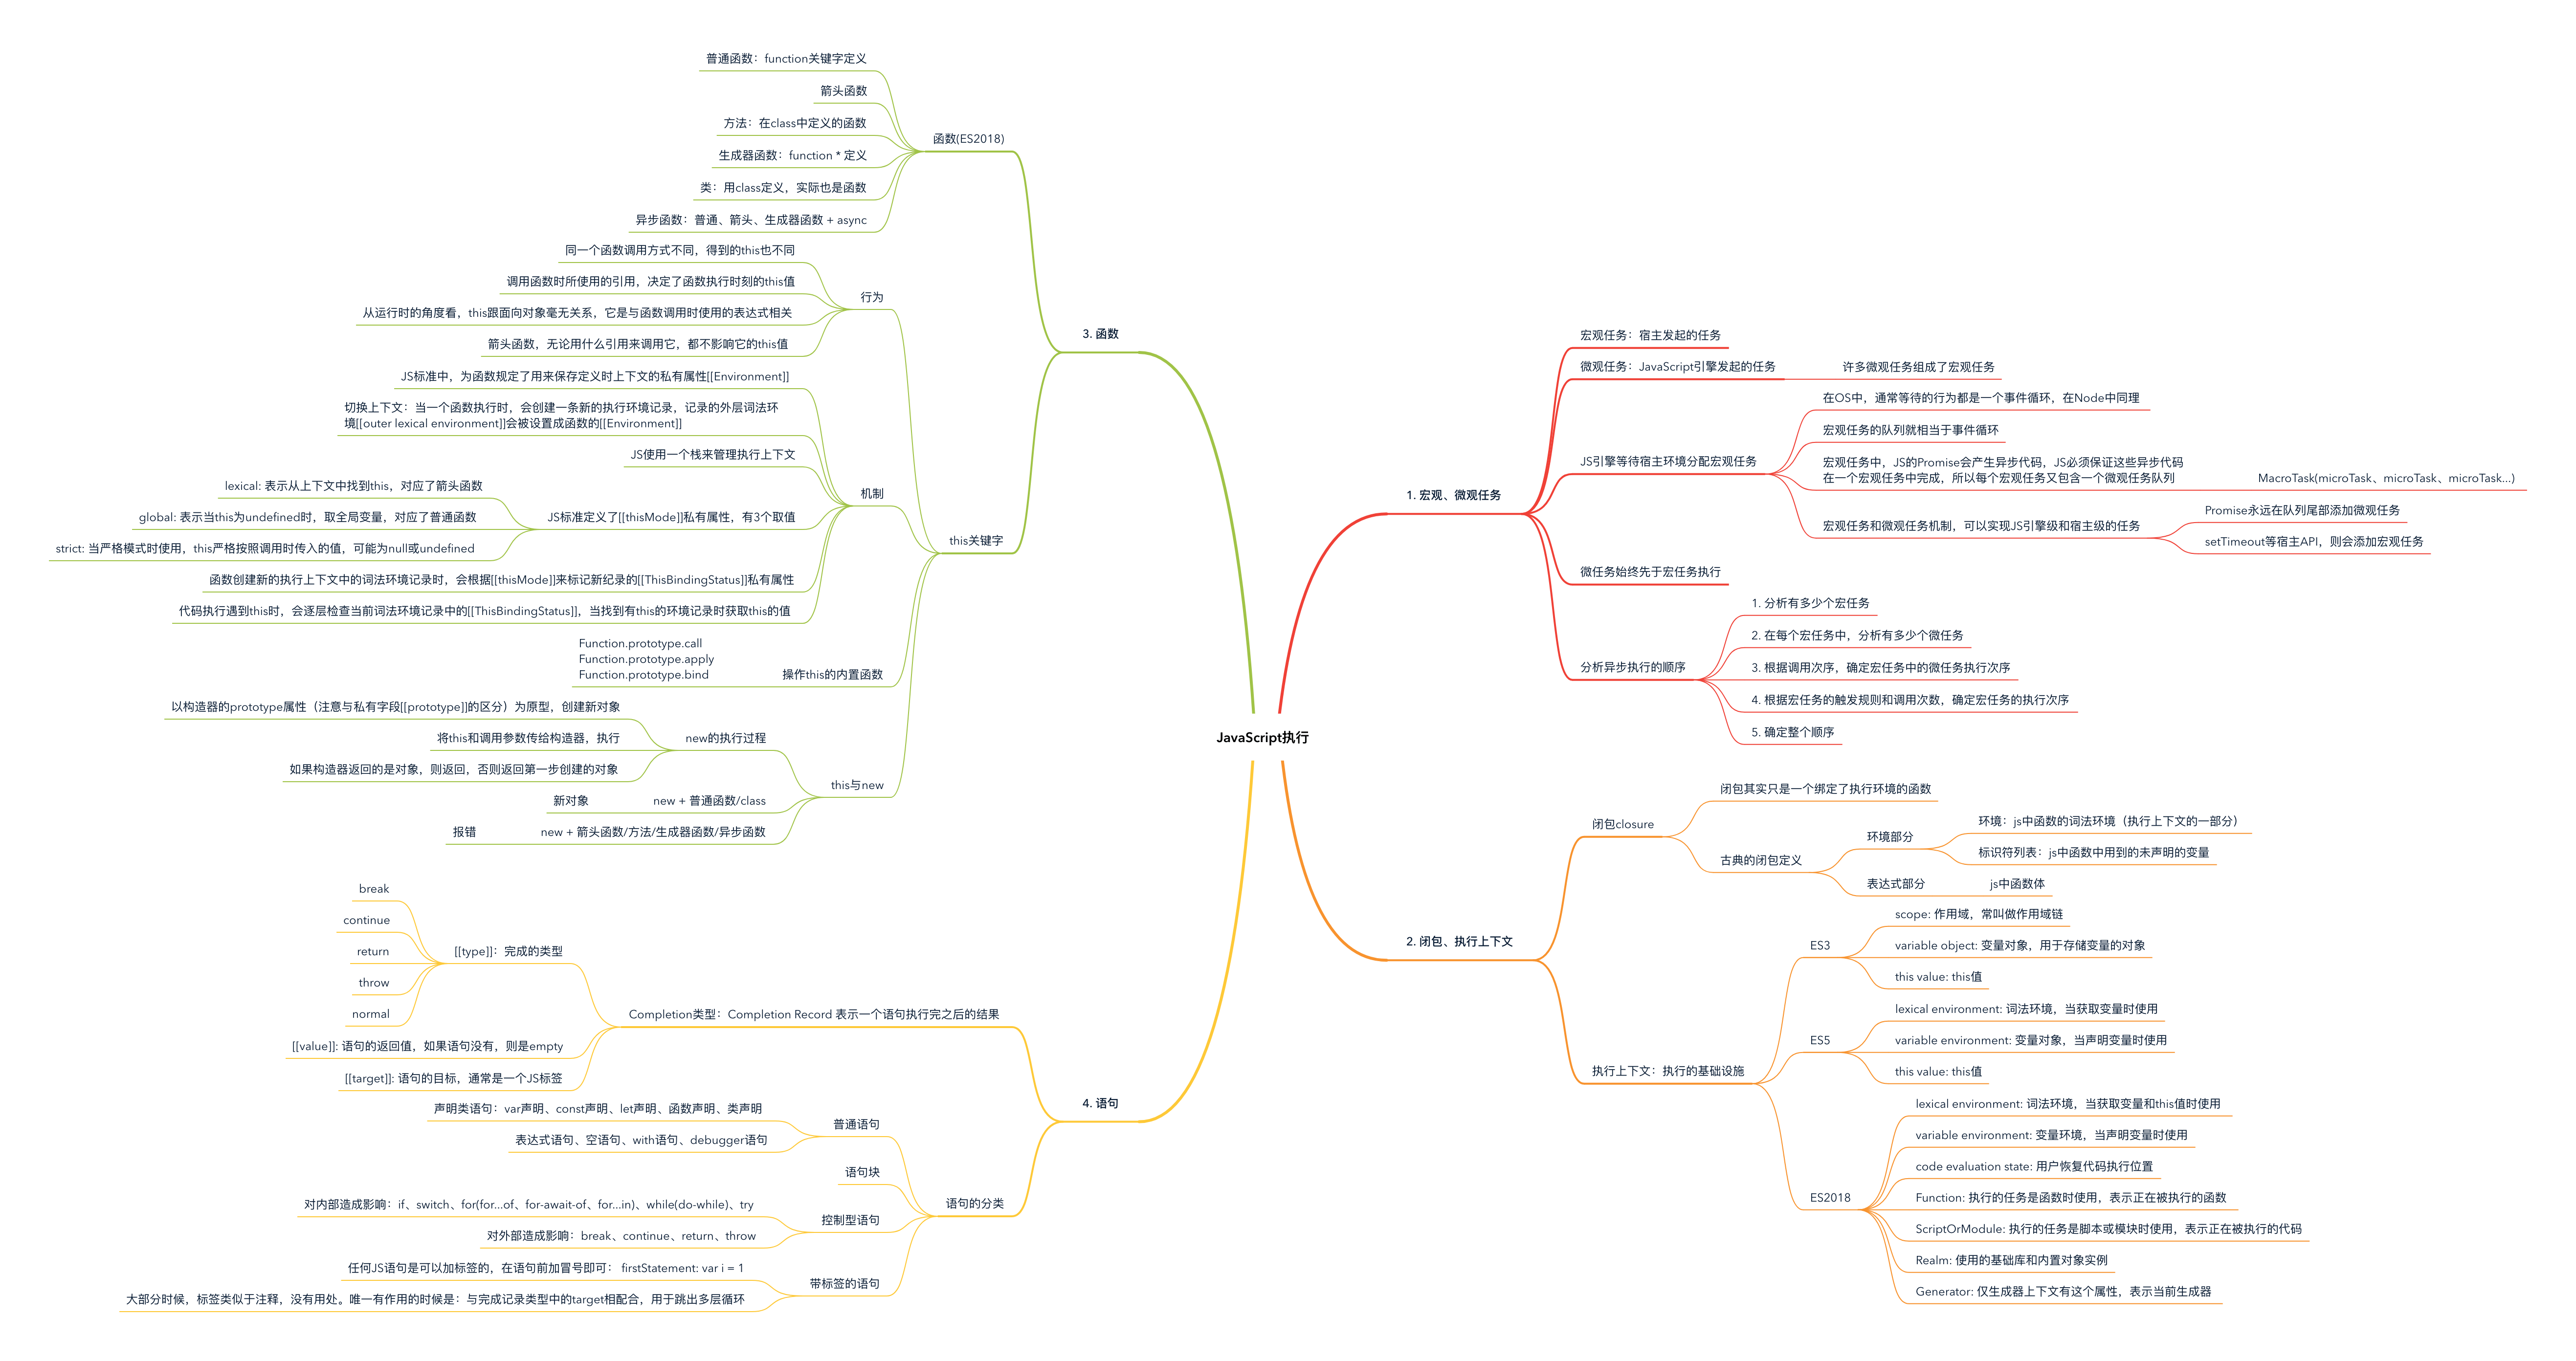 JavaScript执行
1. 宏观、微观任务
宏观任务：宿主发起的任务
微观任务：JavaScript引擎发起的任务
许多微观任务组成了宏观任务
JS引擎等待宿主环境分配宏观任务
在OS中，通常等待的行为都是一个事件循环，在Node中同理
宏观任务的队列就相当于事件循环
宏观任务中，JS的Promise会产生异步代码，JS必须保证这些异步代码
在一个宏观任务中完成，所以每个宏观任务又包含一个微观任务队列
MacroTask(microTask、microTask、microTask...)
宏观任务和微观任务机制，可以实现JS引擎级和宿主级的任务
Promise永远在队列尾部添加微观任务
setTimeout等宿主API，则会添加宏观任务
微任务始终先于宏任务执行
分析异步执行的顺序
1. 分析有多少个宏任务
2. 在每个宏任务中，分析有多少个微任务
3. 根据调用次序，确定宏任务中的微任务执行次序
4. 根据宏任务的触发规则和调用次数，确定宏任务的执行次序
5. 确定整个顺序
2. 闭包、执行上下文
闭包closure
闭包其实只是一个绑定了执行环境的函数
古典的闭包定义
环境部分
环境：js中函数的词法环境（执行上下文的一部分）
标识符列表：js中函数中用到的未声明的变量
表达式部分
js中函数体
执行上下文：执行的基础设施
ES3
scope: 作用域，常叫做作用域链
variable object: 变量对象，用于存储变量的对象
this value: this值
ES5
lexical environment: 词法环境，当获取变量时使用
variable environment: 变量对象，当声明变量时使用
this value: this值
ES2018
lexical environment: 词法环境，当获取变量和this值时使用
variable environment: 变量环境，当声明变量时使用
code evaluation state: 用户恢复代码执行位置
Function: 执行的任务是函数时使用，表示正在被执行的函数
ScriptOrModule: 执行的任务是脚本或模块时使用，表示正在被执行的代码
Realm: 使用的基础库和内置对象实例
Generator: 仅生成器上下文有这个属性，表示当前生成器
3. 函数
函数(ES2018)
普通函数：function关键字定义
箭头函数
方法：在class中定义的函数
生成器函数：function * 定义
类：用class定义，实际也是函数
异步函数：普通、箭头、生成器函数 + async
this关键字
行为
同一个函数调用方式不同，得到的this也不同
调用函数时所使用的引用，决定了函数执行时刻的this值
从运行时的角度看，this跟面向对象毫无关系，它是与函数调用时使用的表达式相关
箭头函数，无论用什么引用来调用它，都不影响它的this值
机制
JS标准中，为函数规定了用来保存定义时上下文的私有属性[[Environment]]
切换上下文：当一个函数执行时，会创建一条新的执行环境记录，记录的外层词法环
境[[outer lexical environment]]会被设置成函数的[[Environment]]
JS使用一个栈来管理执行上下文
JS标准定义了[[thisMode]]私有属性，有3个取值
lexical: 表示从上下文中找到this，对应了箭头函数
global: 表示当this为undefined时，取全局变量，对应了普通函数
strict: 当严格模式时使用，this严格按照调用时传入的值，可能为null或undefined
函数创建新的执行上下文中的词法环境记录时，会根据[[thisMode]]来标记新纪录的[[ThisBindingStatus]]私有属性
代码执行遇到this时，会逐层检查当前词法环境记录中的[[ThisBindingStatus]]，当找到有this的环境记录时获取this的值
操作this的内置函数
Function.prototype.call
Function.prototype.apply
Function.prototype.bind
this与new
new的执行过程
以构造器的prototype属性（注意与私有字段[[prototype]]的区分）为原型，创建新对象
将this和调用参数传给构造器，执行
如果构造器返回的是对象，则返回，否则返回第一步创建的对象
new + 普通函数/class
新对象
new + 箭头函数/方法/生成器函数/异步函数
报错
4. 语句
Completion类型：Completion Record 表示一个语句执行完之后的结果
[[type]]：完成的类型
break
continue
return
throw
normal
[[value]]: 语句的返回值，如果语句没有，则是empty
[[target]]: 语句的目标，通常是一个JS标签
语句的分类
普通语句
声明类语句：var声明、const声明、let声明、函数声明、类声明
表达式语句、空语句、with语句、debugger语句
语句块
控制型语句
对内部造成影响：if、switch、for(for...of、for-await-of、for...in)、while(do-while)、try
对外部造成影响：break、continue、return、throw
带标签的语句
任何JS语句是可以加标签的，在语句前加冒号即可： firstStatement: var i = 1
大部分时候，标签类似于注释，没有用处。唯一有作用的时候是：与完成记录类型中的target相配合，用于跳出多层循环